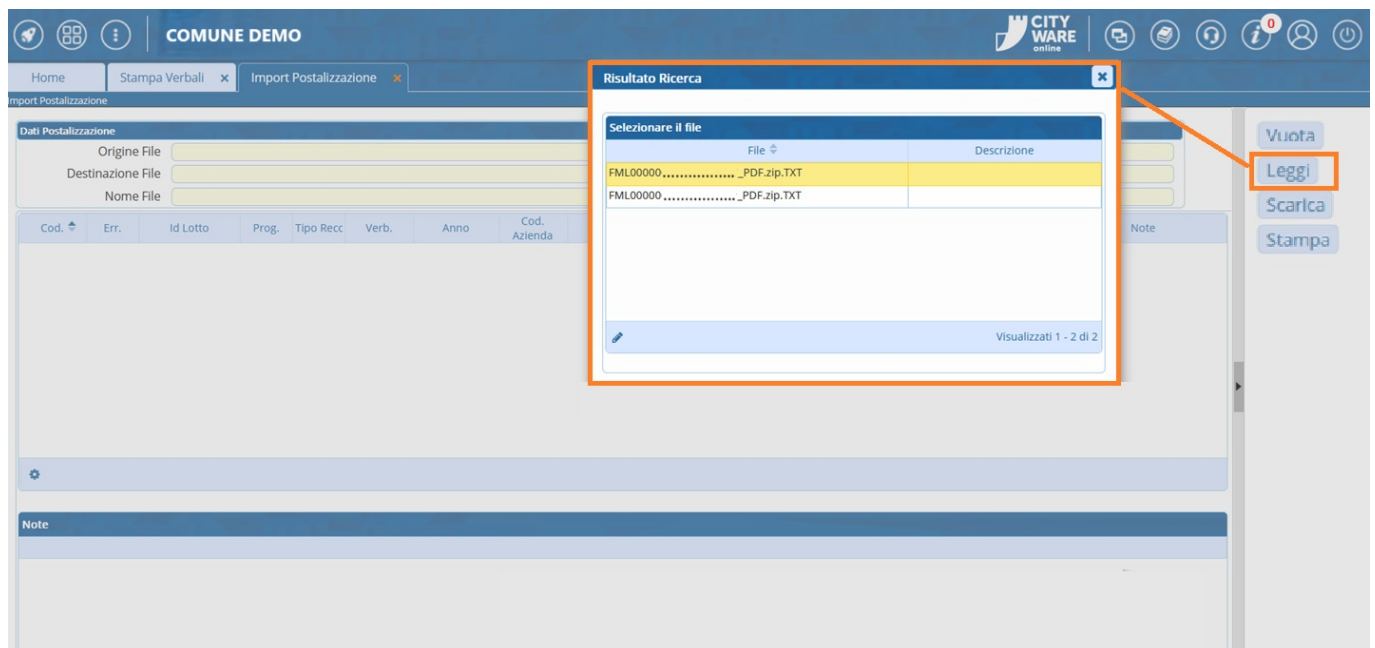 COMUNE DEMO
CITY
WARE
online
0
Home
Stampa Verbali
Import Postalizzazione
Import Postalizzazione
Risultato Ricerca
Dati Postalizzazione
Origine File
Destinazione File
Nome File
Selezionare il file
File Descrizione
FML00000................. _PDF.zip.TXT
FML00000................. _PDF.zip.TXT
Visualizzati 1 - 2 di 2
Vuota
Leggi
Scarica
Stampa
Cod. Err. Id Lotto Prog. Tipo Recc Verb. Anno Cod. Azienda Note
Note